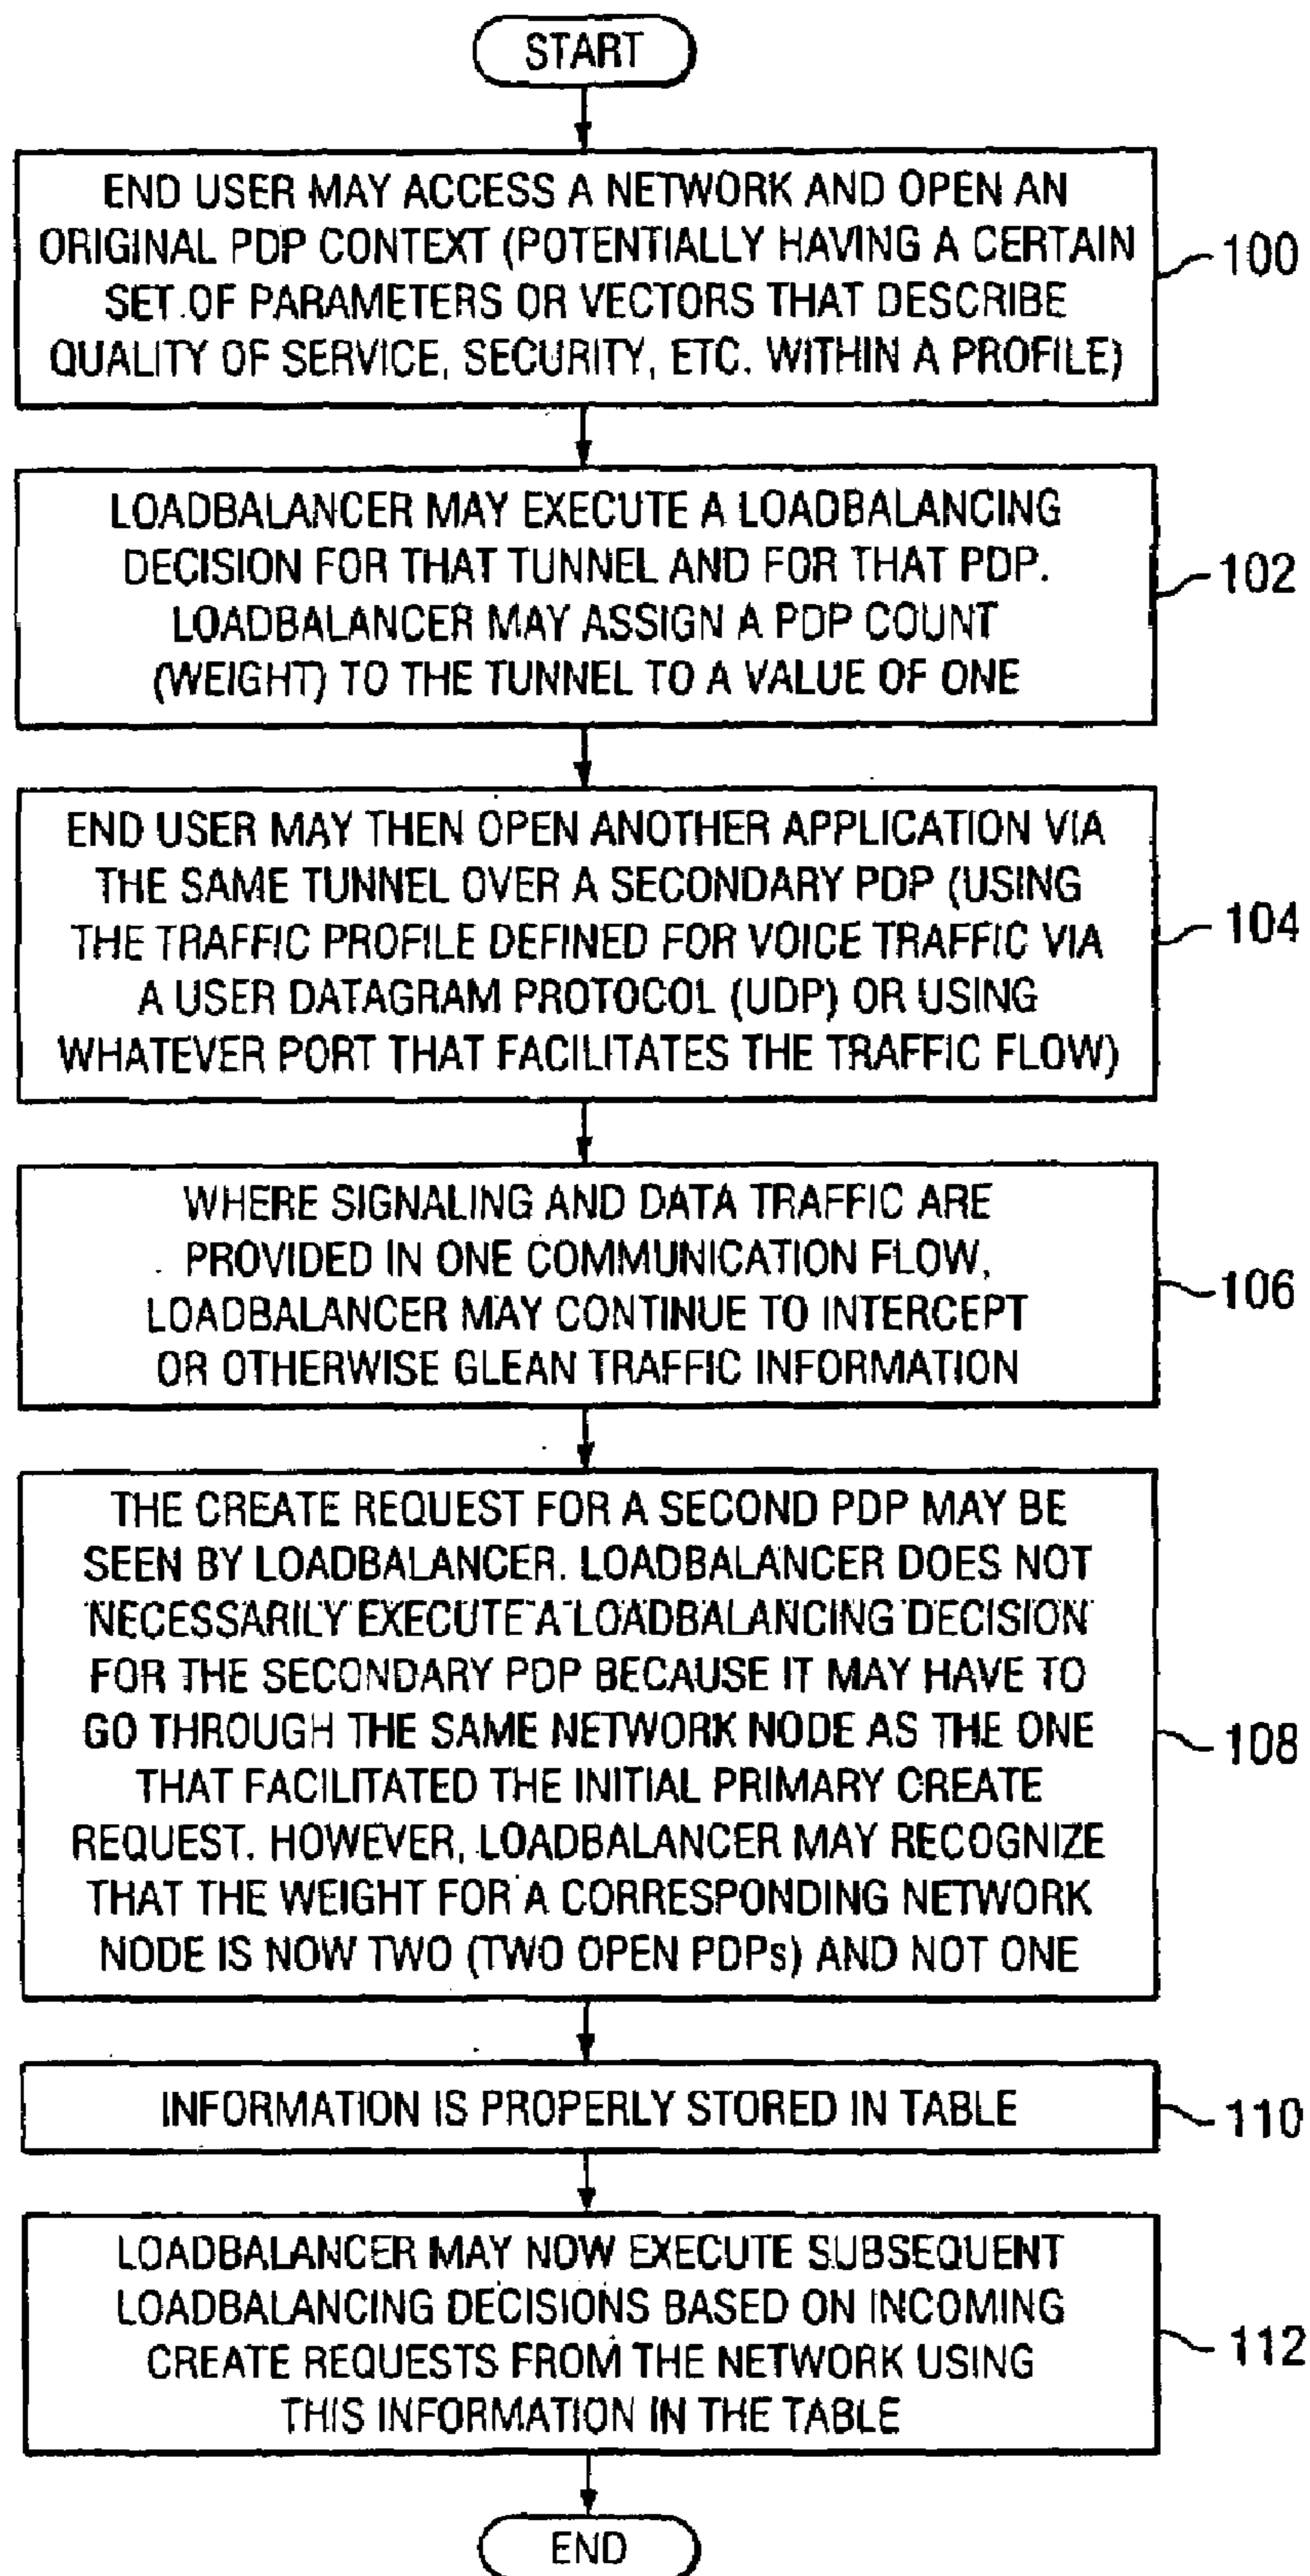 START
END USER MAY ACCESS A NETWORK AND OPEN AN
ORIGINAL PDP CONTEXT (POTENTIALLY HAVING A CERTAIN
SET OF PARAMETERS OR VECTORS THAT DESCRIBE
QUALITY OF SERVICE, SECURITY, ETC. WITHIN A PROFILE)
100
LOADBALANCER MAY EXECUTE A LOADBALANCING
DECISION FOR THAT TUNNEL AND FOR THAT PDP.
LOADBALANCER MAY ASSIGN A PDP COUNT
(WEIGHT) TO THE TUNNEL TO A VALUE OF ONE
102
END USER MAY THEN OPEN ANOTHER APPLICATION VIA
THE SAME TUNNEL OVER A SECONDARY PDP (USING
THE TRAFFIC PROFILE DEFINED FOR VOICE TRAFFIC VIA
A USER DATAGRAM PROTOCOL (UDP) OR USING
WHATEVER PORT THAT FACILITATES THE TRAFFIC FLOW)
104
WHERE SIGNALING AND DATA TRAFFIC ARE
PROVIDED IN ONE COMMUNICATION FLOW,
LOADBALANCER MAY CONTINUE TO INTERCEPT
OR OTHERWISE GLEAN TRAFFIC INFORMATION
106
THE CREATE REQUEST FOR A SECOND PDP MAY BE
SEEN BY LOADBALANCER. LOADBALANCER DOES NOT
NECESSARILY EXECUTE A LOADBALANCING DECISION
FOR THE SECONDARY PDP BECAUSE IT MAY HAVE TO
GO THROUGH THE SAME NETWORK NODE AS THE ONE
THAT FACILITATED THE INITIAL PRIMARY CREATE
REQUEST. HOWEVER, LOADBALANCER MAY RECOGNIZE
THAT THE WEIGHT FOR A CORRESPONDING NETWORK
NODE IS NOW TWO (TWO OPEN PDPs) AND NOT ONE
108
INFORMATION IS PROPERLY STORED IN TABLE
110
LOADBALANCER MAY NOW EXECUTE SUBSEQUENT
LOADBALANCING DECISIONS BASED ON INCOMING
CREATE REQUESTS FROM THE NETWORK USING
THIS INFORMATION IN THE TABLE
112
END